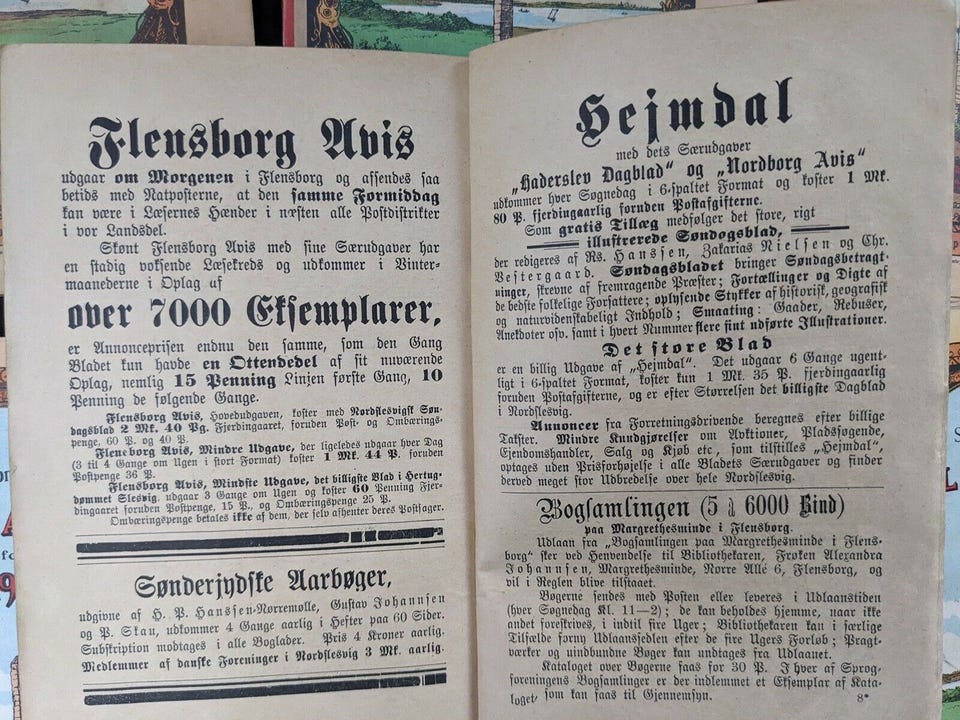 Flensborg Avis
udgaar om Morgenen i Flensborg og afsendes saa
betids med Natposterne, at den samme Formiddag
kan være i Læsernes Hænder i næsten alle Postdistrikter
i vor Landsdel.
Skønt Flensborg Avis med sine Særudgaver har
en stadig voksende Læsekreds og udkommer i Vinter-
maanederne i Oplag af
over 7000 Eksemplarer,
er Annonceprisen endnu den samme, som den Gang
Bladet kun havde en Ottendedel af sit nuværende
Oplag, nemlig 15 Penning Linjen første Gang, 10
Penning de følgende Gange.
Flensborg Avis, Hovedudgaven, koster med Nordslesvigsk Søn-
dagsblad 2 Mk. 40 Pg. Fjerdingaaret, foruden Post- og Ombærings-
penge, 60 P. og 40 P.
Flensborg Avis, Mindre Udgave, der ligeledes udgaar hver Dag
(3 til 4 Gange om Ugen i stort Format) koster 1 Mk. 44 P. foruden
Postpenge 36 P.
Flensborg Avis, Mindste Udgave, det billigste Blad i Hertug-
dømmet Slesvig. udgaar 3 Gange om Ugen og koster 60 Penning Fjer-
dingaaret foruden Postpenge, 15 P., og Ombæringspenge 25 P.
Ombæringspenge betales ikke af dem, der selv afhenter deres Postsager.
Sønderjydske Aarbøger,
udgivne af H. P. Hanssen-Nørremølle, Gustav Johannsen
og P. Skau, udkommer 4 Gange aarlig i Hefter paa 60 Sider.
Subskription modtages i alle Boglader. Pris 4 Kroner aarlig.
Medlemmer af danske Foreninger i Nordslesvig 3 Mk. aarlig.
Hejmdal
med dets Særudgaver
„Haderslev Dagblad“ og „Nordborg Avis“
udkommer hver Søgnedag i 6-spaltet Format og koster 1 Mk.
80 P. fjerdingaarlig foruden Postafgifterne.
Som gratis Tillæg medfølger det store, rigt
illustrerede Søndogsblad,
der redigeres af Rs. Hanssen, Zakarias Nielsen og Chr.
Vestergaard. Søndagsbladet bringer Søndagsbetragt-
ninger, skrevne af fremragende Præster; Fortællinger og Digte af
de bedste folkelige Forfattere; oplysende Stykker af historisk, geografisk
og naturvidenskabeligt Indhold; Smaating: Gaader, Rebuser,
Anekdoter osv. samt i hvert Nummer flere fint udførte Illustrationer.
Det store Blad
er en billig Udgave af „Hejmdal“. Det udgaar 6 Gange ugent-
ligt i 6-spaltet Format, koster kun 1 Mk. 35 P. fjerdingaarlig
foruden Postafgifterne, og er efter Størrelsen det billigste Dagblad
i Nordslesvig.
Annoncer fra Forretningsdrivende beregnes efter billige
Takster. Mindre Kundgjørelser om Avktioner, Pladssøgende,
Ejendomshandler, Salg og Kjøb etc, som tilstilles „Hejmdal“,
optages uden Prisforhøjelse i alle Bladets Særudgaver og finder
derved meget stor Udbredelse over hele Nordslesvig.
Bogsamlingen (5 à 6000 Bind)
paa Margrethesminde i Flensborg.
Udlaan fra „Bogsamlingen paa Margrethesminde i Flens-
borg“ sker ved Henvendelse til Bibliothekaren, Frøken Alexandra
Johannsen, Margrethesminde, Nørre Allé 6, Flensborg, og
vil i Reglen blive tilstaaet.
Bøgerne sendes med Posten eller leveres i Udlaanstiden
(hver Søgnedag Kl. 11—2); de kan beholdes hjemme, naar ikke
andet foreskrives, i indtil fire Uger; Bibliothekaren kan i særlige
Tilfælde forny Udlaanssedlen efter de fire Ugers Forløb; Pragt-
værker og uindbundne Bøger kan undtages fra Udlaanet.
Kataloget over Bøgerne faas for 30 P. I hver af Sprog-
foreningens Bogsamlinger er der indlemmet et Eksemplar af Kata-
loget, som kan faas til Gjennemsyn.
8*